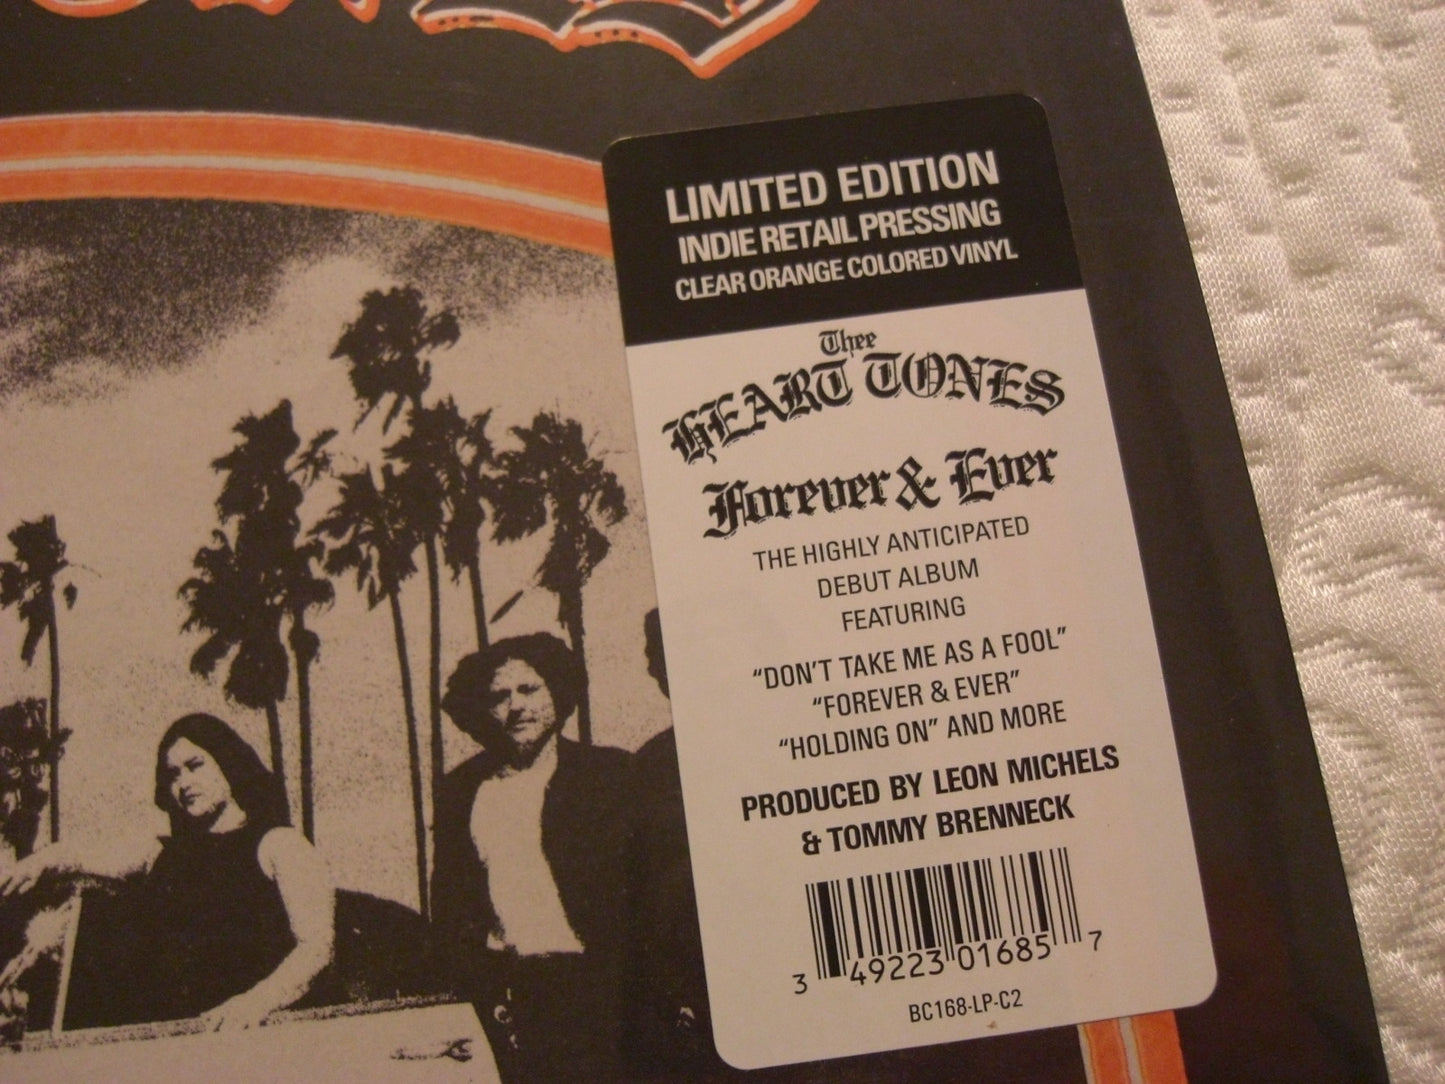 LIMITED EDITION
INDIE RETAIL PRESSING
CLEAR ORANGE COLORED VINYL
Thee
HEART TONES
Forever & Ever
THE HIGHLY ANTICIPATED
DEBUT ALBUM
FEATURING
“DON’T TAKE ME AS A FOOL”
“FOREVER & EVER”
“HOLDING ON” AND MORE
PRODUCED BY LEON MICHELS
& TOMMY BRENNECK
3 49223 01685 7
BC168-LP-C2